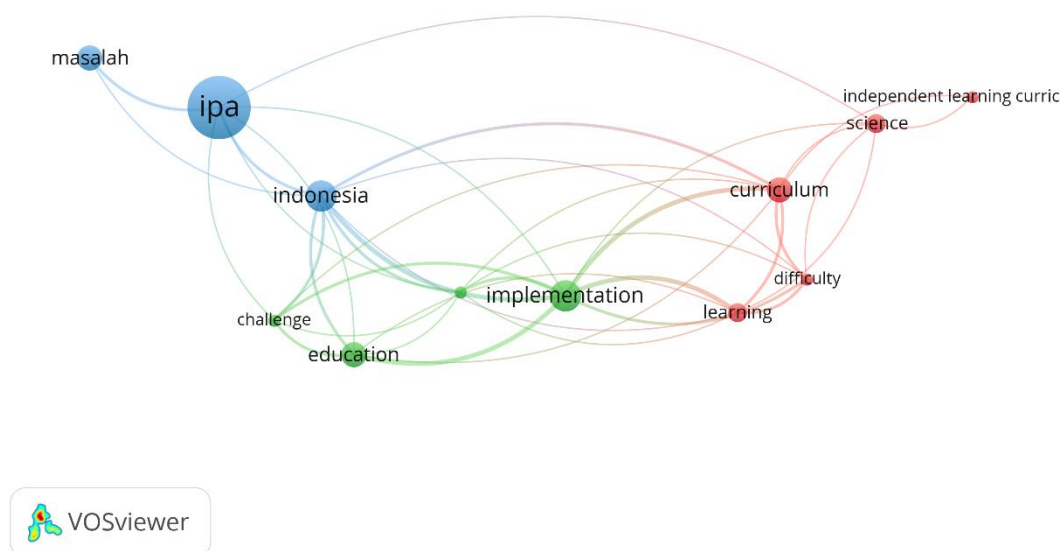 masalah
ipa
independent learning curric
science
indonesia
curriculum
implementation
difficulty
challenge
learning
education
VOSviewer